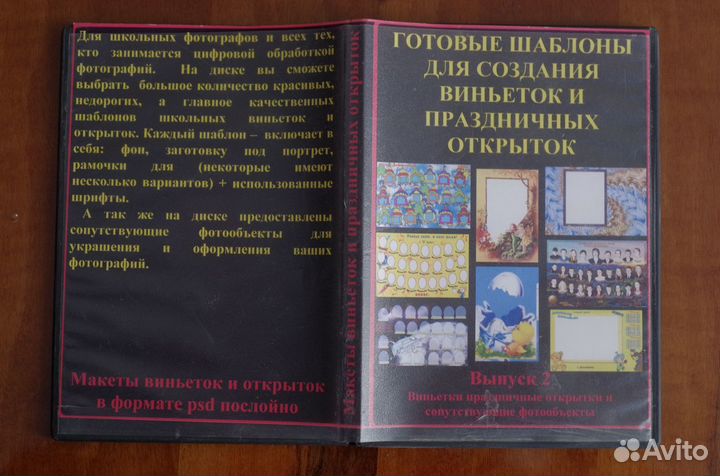 Для школьных фотографов и всех тех,
кто занимается цифровой обработкой
фотографий. На диске вы сможете
выбрать большое количество красивых,
недорогих, а главное качественных
шаблонов школьных виньеток и
открыток. Каждый шаблон – включает в
себя: фон, заготовку под портрет,
рамочки для (некоторые имеют
несколько вариантов) + использованные
шрифты.
А так же на диске предоставлены
сопутствующие фотообъекты для
украшения и оформления ваших
фотографий.
Макеты виньеток и открыток
в формате psd послойно
Макеты виньеток и праздничных открыток
ГОТОВЫЕ ШАБЛОНЫ
ДЛЯ СОЗДАНИЯ
ВИНЬЕТОК И
ПРАЗДНИЧНЫХ
ОТКРЫТОК
Выпуск 2
Виньетки праздничные открытки и
сопутствующие фотообъекты
Avito